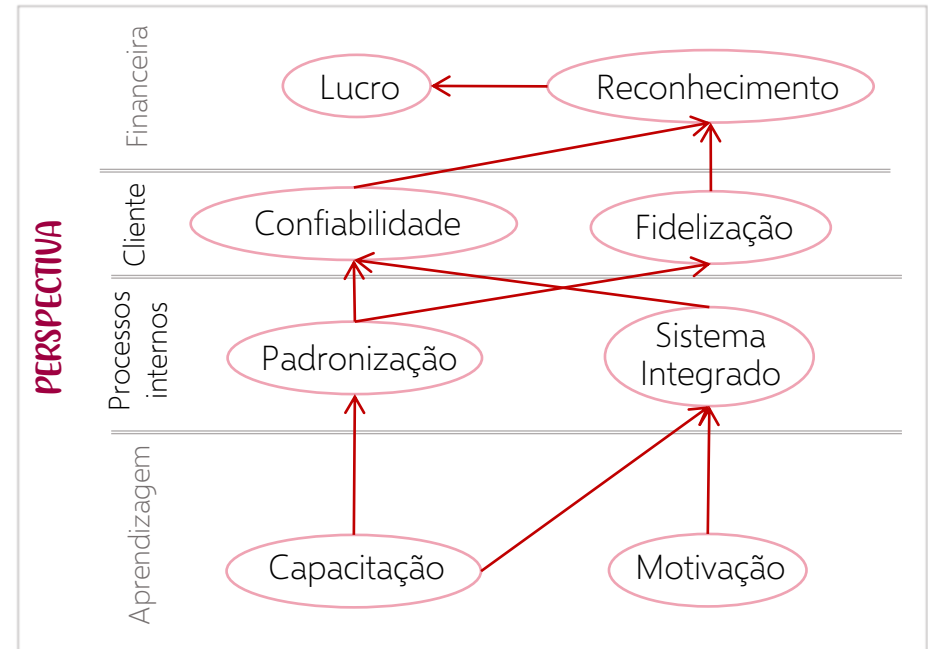 PERSPECTIVA
Financeira
Lucro
Reconhecimento
Cliente
Confiabilidade
Fidelização
Processos
internos
Padronização
Sistema
Integrado
Aprendizagem
Capacitação
Motivação